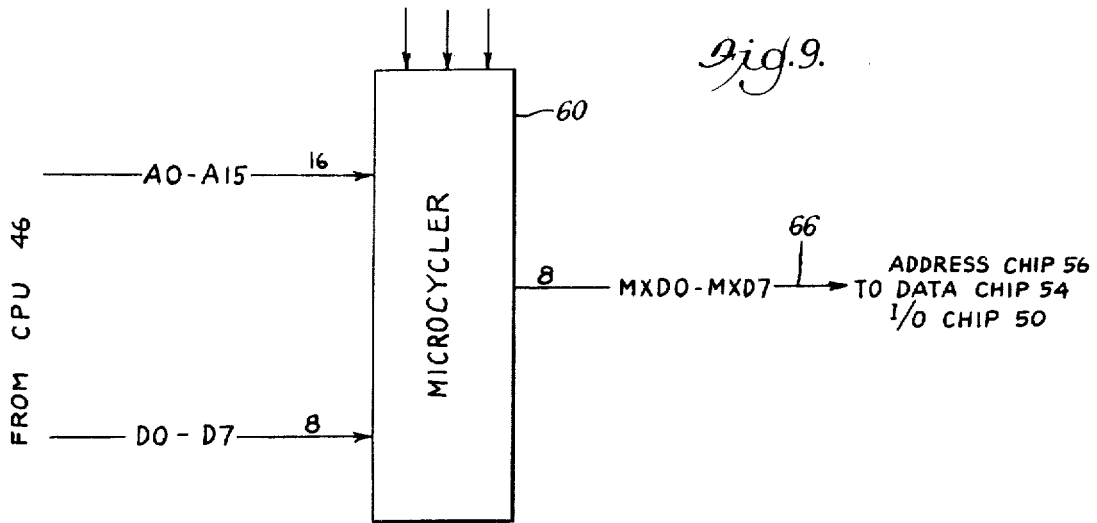 Fig.9.
60
A0-A15
16
MICROCYCLER
FROM CPU 46
66
8
MXD0-MXD7
ADDRESS CHIP 56
TO DATA CHIP 54
I/O CHIP 50
D0-D7
8